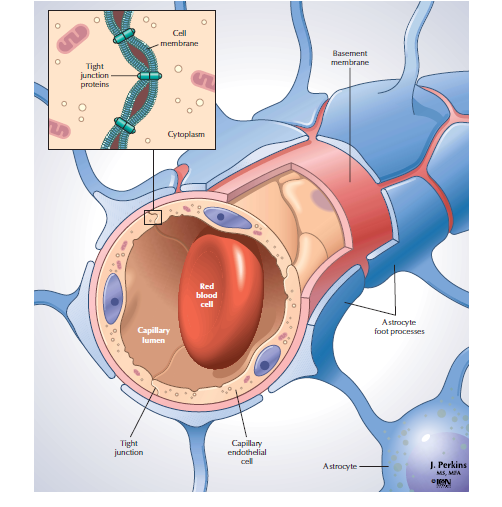 Cell
membrane
Tight
junction
proteins
Cytoplasm
Basement
membrane
Red
blood
cell
Capillary
lumen
Astrocyte
foot processes
Tight
junction
Capillary
endothelial
cell
Astrocyte
J. Perkins
MS, MFA